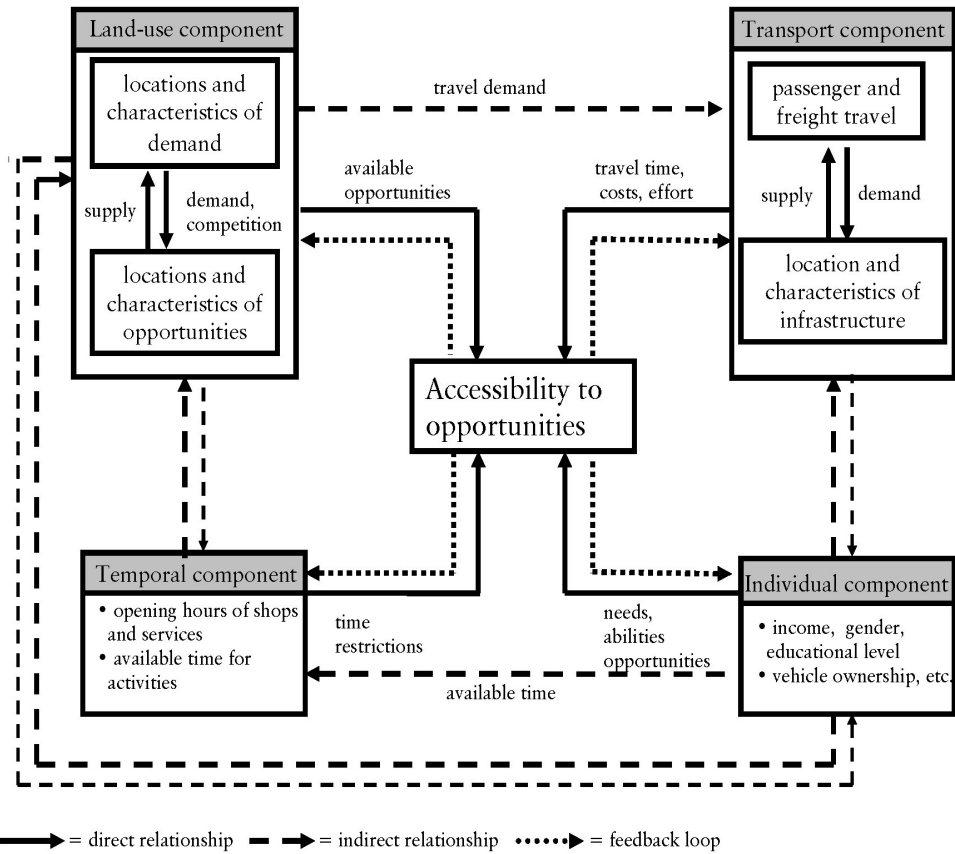 Land-use component
locations and
characteristics of
demand
supply
demand,
competition
locations and
characteristics of
opportunities
travel demand
available
opportunities
travel time,
costs, effort
Transport component
passenger and
freight travel
supply
demand
location and
characteristics of
infrastructure
Accessibility to
opportunities
Temporal component
• opening hours of shops
and services
• available time for
activities
time
restrictions
needs,
abilities
opportunities
available time
Individual component
• income, gender,
educational level
• vehicle ownership, etc.
= direct relationship
= indirect relationship
= feedback loop